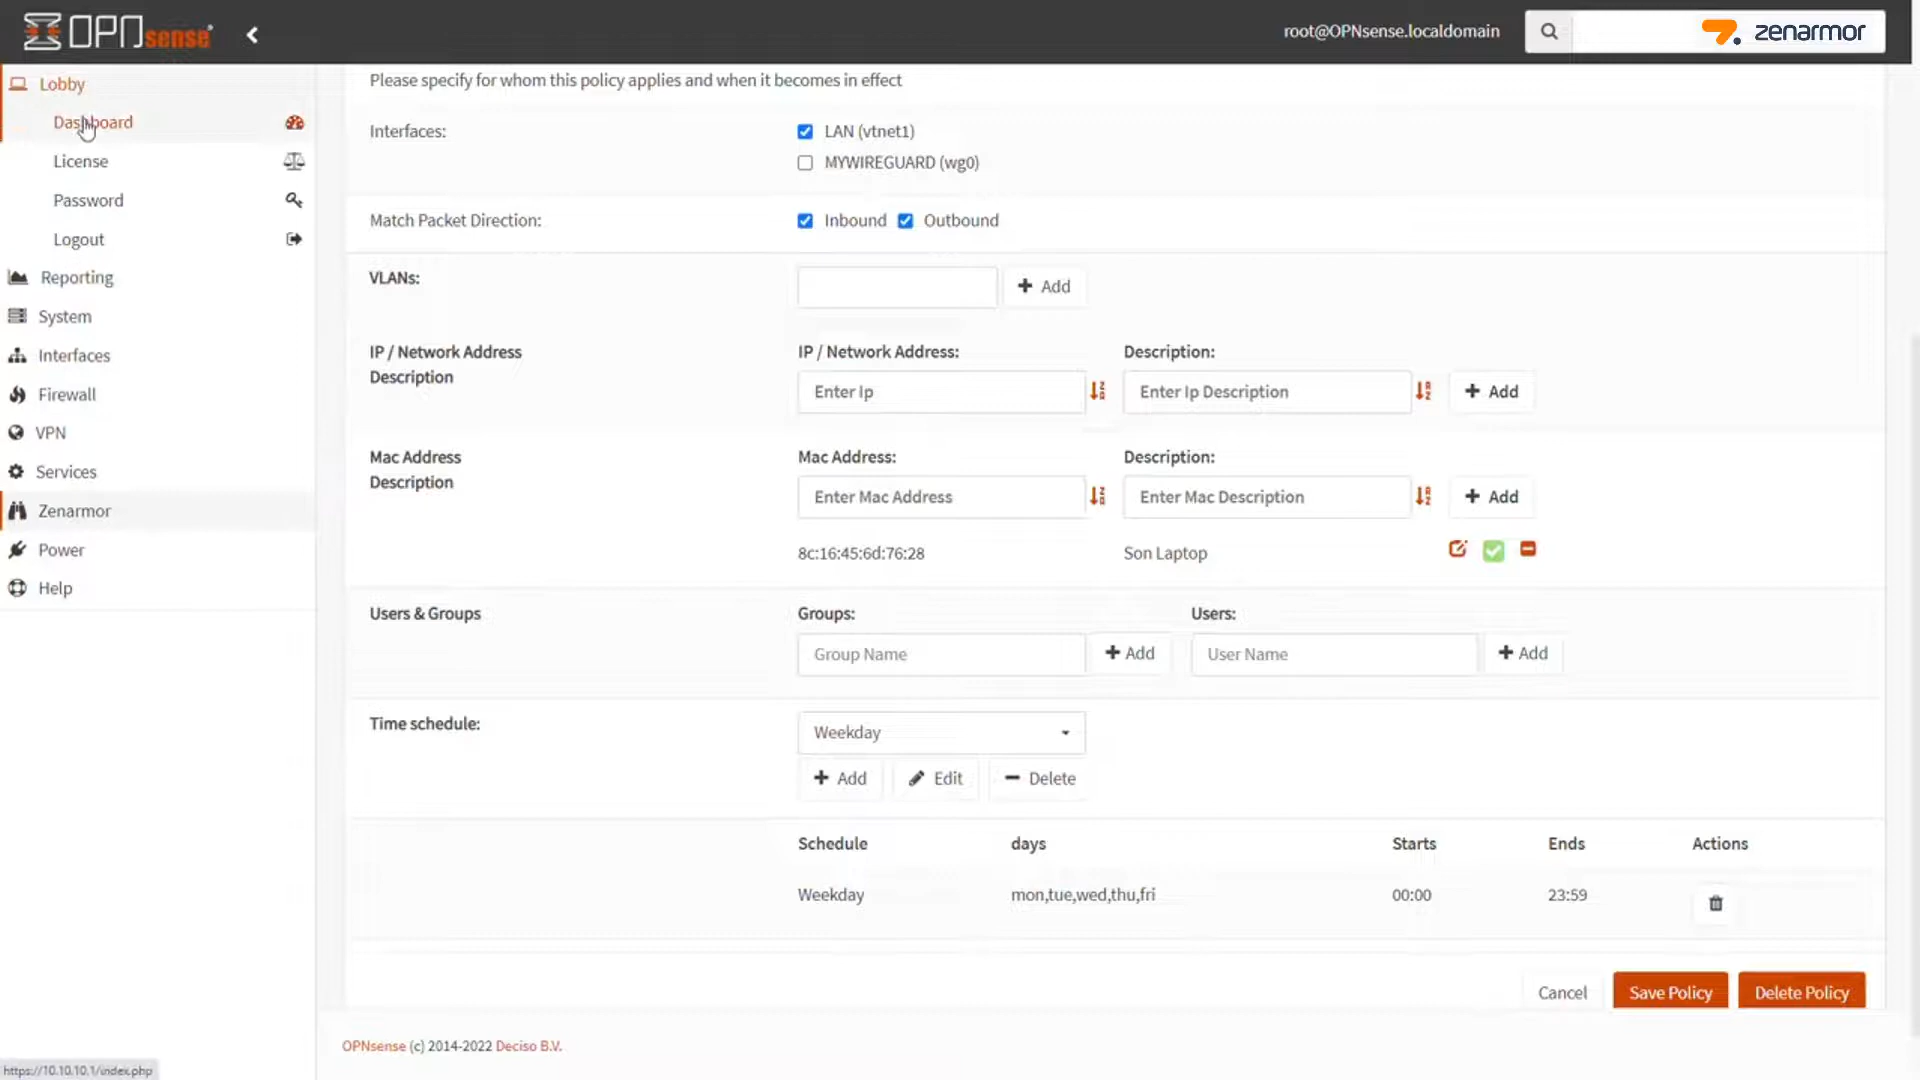 OPNsense
root@OPNsense.localdomain
zenarmor
Lobby
Dashboard
License
Password
Logout
Reporting
System
Interfaces
Firewall
VPN
Services
Zenarmor
Power
Help
Please specify for whom this policy applies and when it becomes in effect
Interfaces:
LAN (vtnet1)
MYWIREGUARD (wg0)
Match Packet Direction:
Inbound
Outbound
VLANs:
Add
IP / Network Address
Description
IP / Network Address:
Description:
Enter Ip
Enter Ip Description
Add
Mac Address
Description
Mac Address:
Description:
Enter Mac Address
Enter Mac Description
Add
8c:16:45:6d:76:28
Son Laptop
Users & Groups
Groups:
Users:
Group Name
Add
User Name
Add
Time schedule:
Weekday
Add
Edit
Delete
Schedule
days
Starts
Ends
Actions
Weekday
mon,tue,wed,thu,fri
00:00
23:59
Cancel
Save Policy
Delete Policy
OPNsense (c) 2014-2022 Deciso B.V.
https://10.10.10.1/index.php